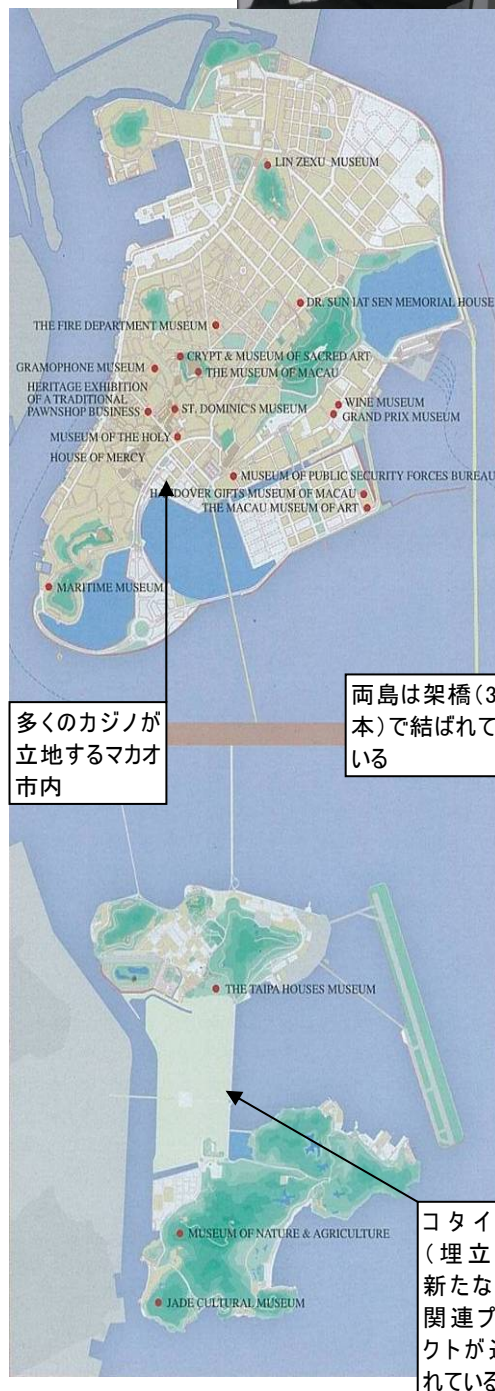 LIN ZEXU MUSEUM
DR. SUN IAT SEN MEMORIAL HOUSE
THE FIRE DEPARTMENT MUSEUM
CRYPT & MUSEUM OF SACRED ART
GRAMOPHONE MUSEUM
THE MUSEUM OF MACAU
HERITAGE EXHIBITION
OF A TRADITIONAL
PAWNSHOP BUSINESS
ST. DOMINIC'S MUSEUM
WINE MUSEUM
GRAND PRIX MUSEUM
MUSEUM OF THE HOLY
HOUSE OF MERCY
MUSEUM OF PUBLIC SECURITY FORCES BUREAU
HANDOVER GIFTS MUSEUM OF MACAU
THE MACAU MUSEUM OF ART
MARITIME MUSEUM
多くのカジノが
立地するマカオ
市内
両島は架橋(3
本)で結ばれて
いる
THE TAIPA HOUSES MUSEUM
MUSEUM OF NATURE & AGRICULTURE
JADE CULTURAL MUSEUM
コタイ
(埋立
新たな
関連プ
クトが
れている